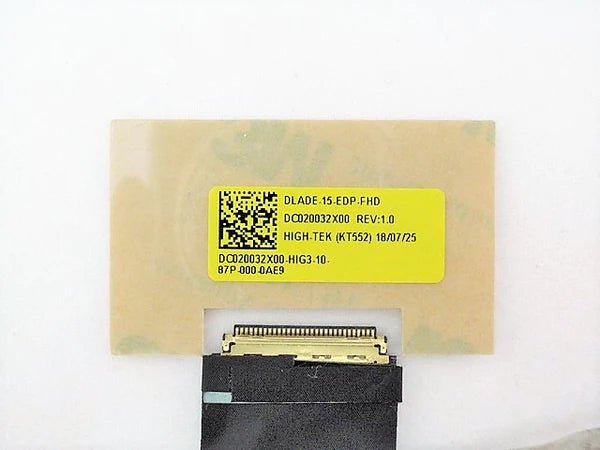 DLADE-15-EDP-FHD
DC020032X00 REV:1.0
HIGH-TEK (KT552) 18/07/25
DC020032X00-HIG3-10-
87P-000-0AE9